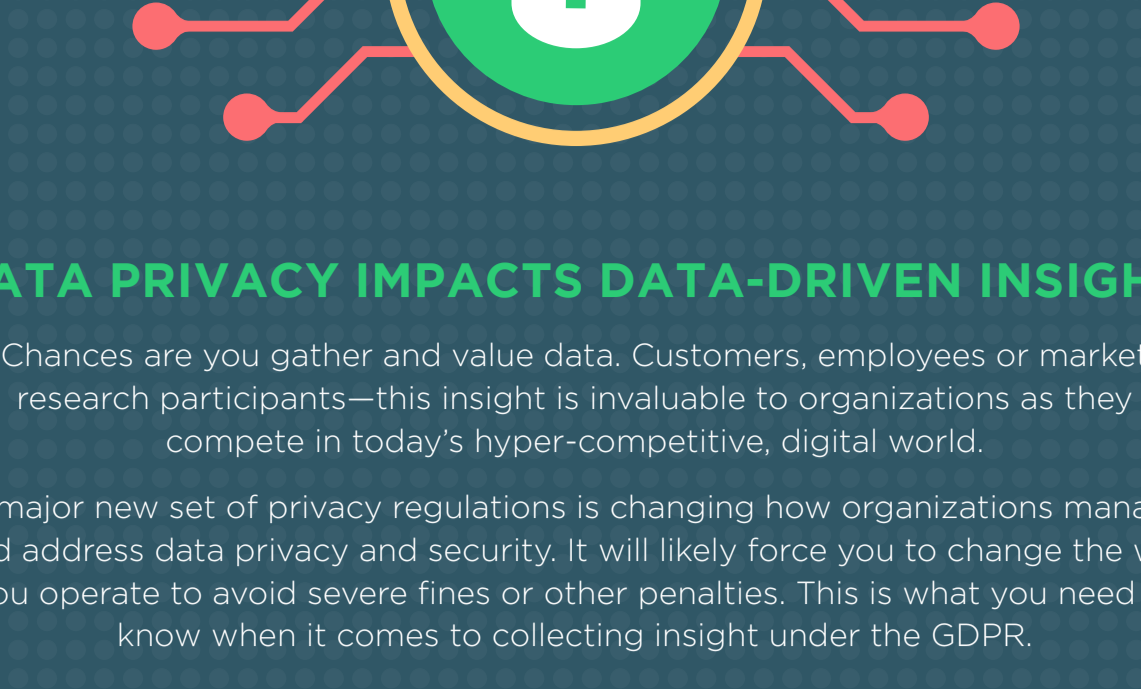 ATA PRIVACY IMPACTS DATA-DRIVEN INSIGH
Chances are you gather and value data. Customers, employees or market
research participants—this insight is invaluable to organizations as they
compete in today’s hyper-competitive, digital world.
major new set of privacy regulations is changing how organizations mana
d address data privacy and security. It will likely force you to change the w
ou operate to avoid severe fines or other penalties. This is what you need
know when it comes to collecting insight under the GDPR.